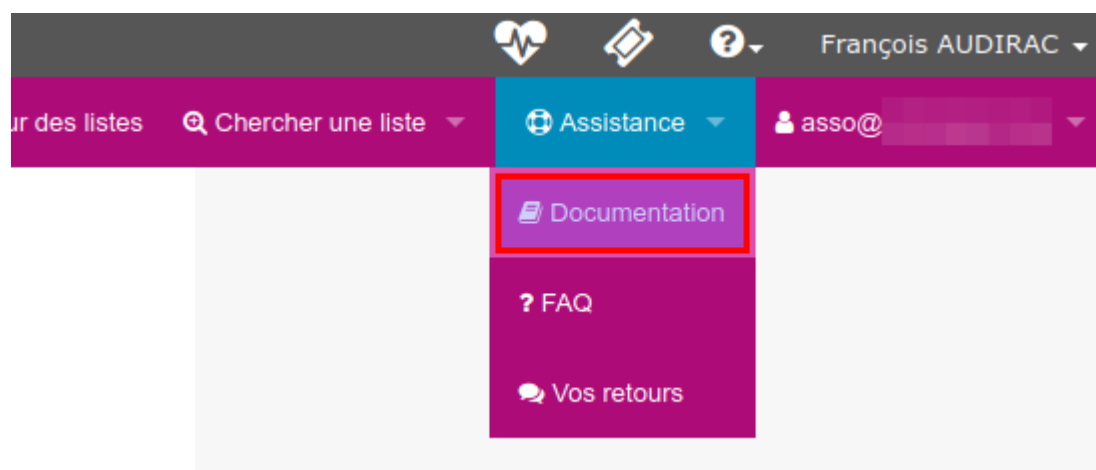 François AUDIRAC
ur des listes Chercher une liste Assistance asso@
Documentation
? FAQ
Vos retours